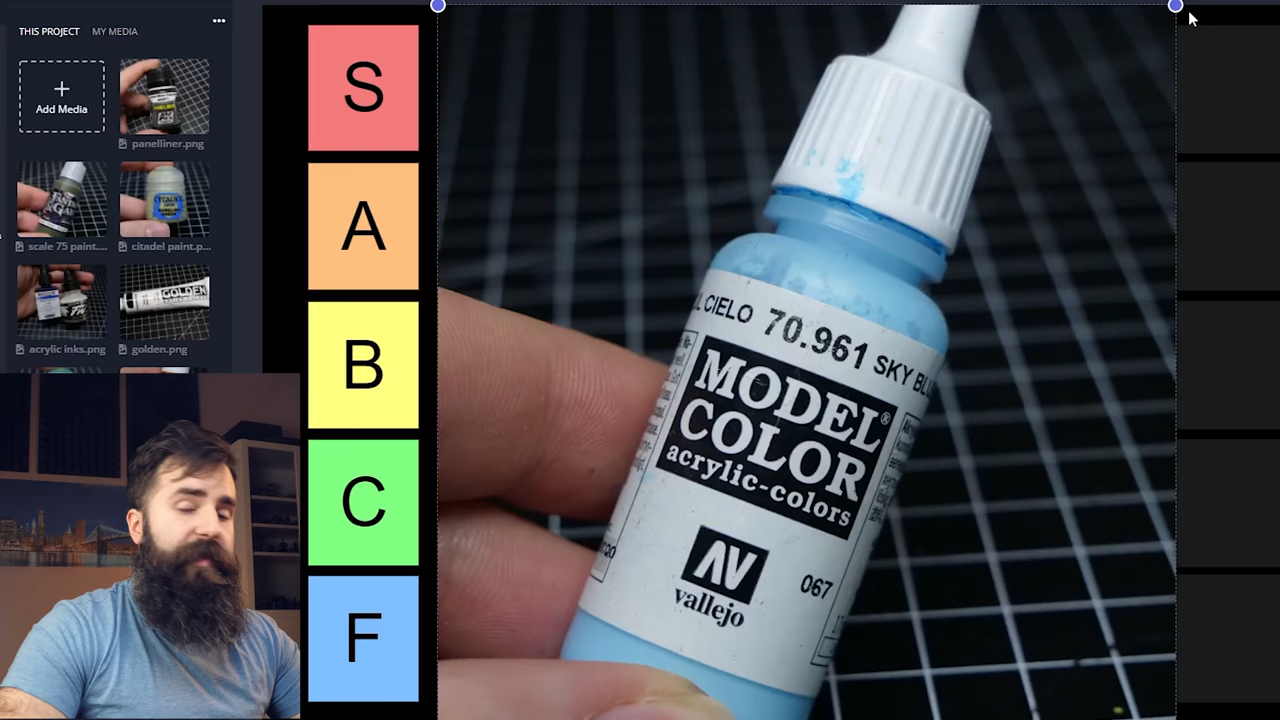 THIS PROJECT
MY MEDIA
Add Media
panelliner.png
scale 75 paint....
citadel paint.p...
acrylic inks.png
golden.png
GOLDEN
S
A
B
C
F
CIELO 70.961 SKY BL
MODEL®
COLOR
acrylic-colors
AV
vallejo
067